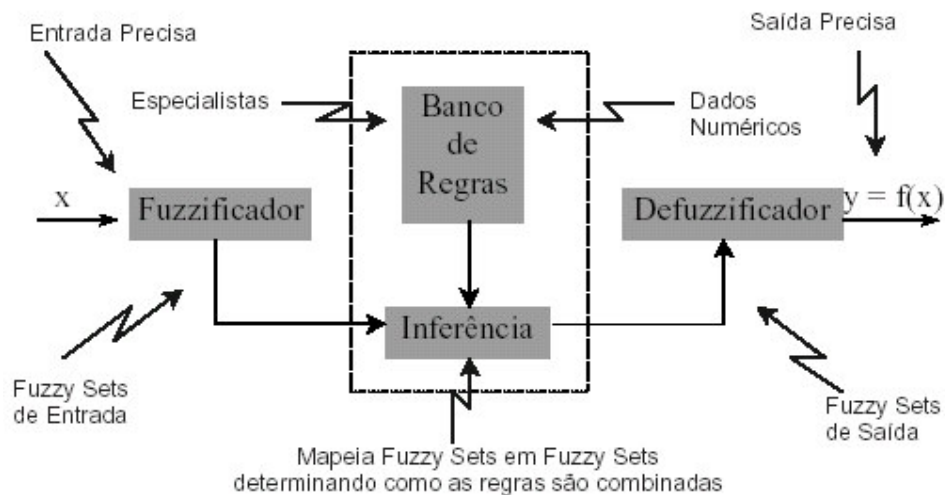 Entrada Precisa
Saída Precisa
Especialistas
Banco
de
Regras
Dados
Numéricos
x
Fuzzificador
Defuzzificador
y = f(x)
Inferência
Fuzzy Sets
de Entrada
Fuzzy Sets
de Saída
Mapeia Fuzzy Sets em Fuzzy Sets
determinando como as regras são combinadas